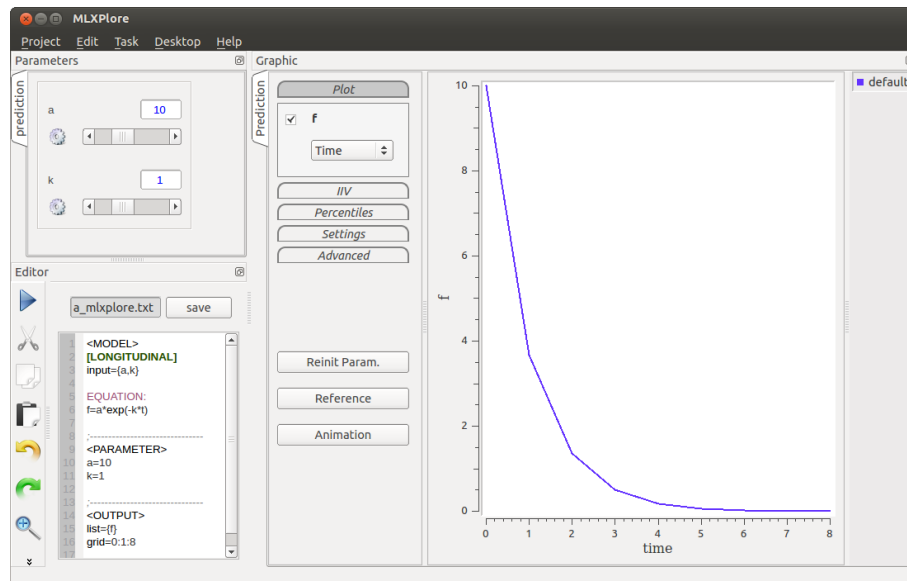 MLXPlore
Project Edit Task Desktop Help
Parameters
prediction
a
10
k
1
Editor
a_mlxplore.txt
save
1 <MODEL>
2 [LONGITUDINAL]
3 input={a,k}
4
5 EQUATION:
6 f=a*exp(-k*t)
7
8 ;------------------------------
9 <PARAMETER>
10 a=10
11 k=1
12
13 ;------------------------------
14 <OUTPUT>
15 list={f}
16 grid=0:1:8
17
Graphic
Prediction
Plot
f
Time
IIV
Percentiles
Settings
Advanced
Reinit Param.
Reference
Animation
10
8
6
f
4
2
0
0 1 2 3 4 5 6 7 8
time
default